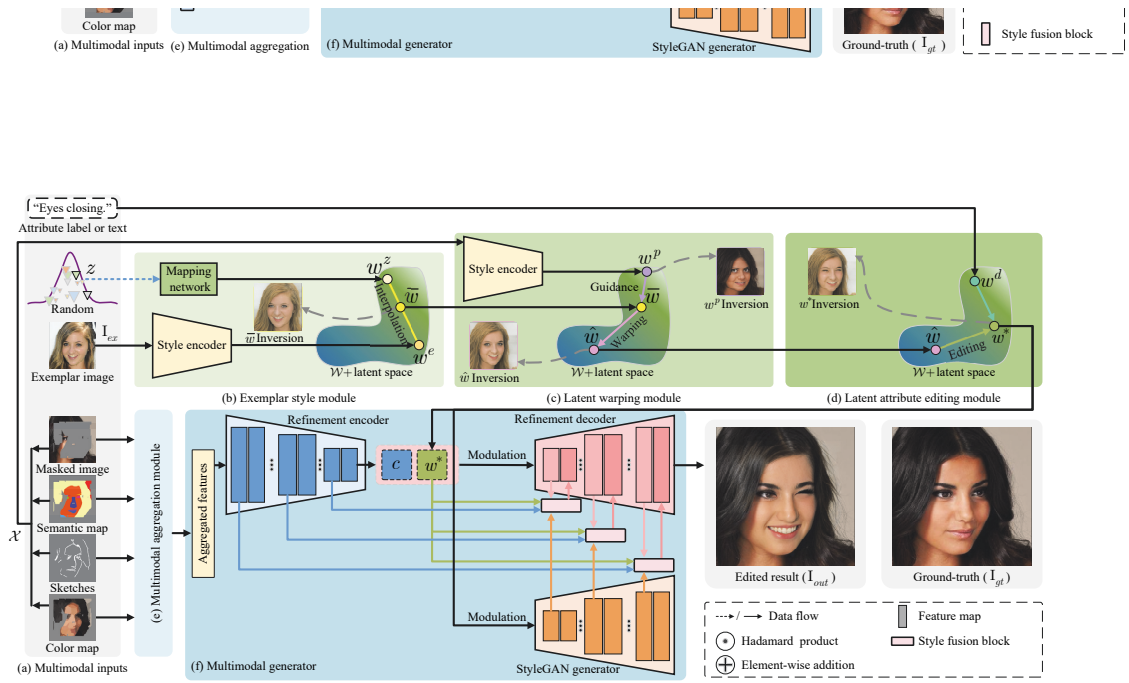 Color map
(a) Multimodal inputs
(e) Multimodal aggregation
(f) Multimodal generator
StyleGAN generator
Ground-truth ( I_gt )
Style fusion block
“Eyes closing.”
Attribute label or text
z
Random
I_ex
Exemplar image
Mapping
network
Style encoder
w^z
w̅
w^e
Interpolation
w̅ Inversion
𝒲+latent space
(b) Exemplar style module
Style encoder
w^p
Guidance
w̅
Warping
ŵ
w^p Inversion
ŵ Inversion
𝒲+latent space
(c) Latent warping module
w* Inversion
w^d
w*
ŵ
Editing
𝒲+latent space
(d) Latent attribute editing module
Masked image
Semantic map
𝒳
Sketches
Color map
(a) Multimodal inputs
(e) Multimodal aggregation module
Aggregated features
Refinement encoder
c
w*
Modulation
Refinement decoder
Modulation
StyleGAN generator
(f) Multimodal generator
Edited result ( I_out )
Ground-truth ( I_gt )
/
Data flow
Feature map
Hadamard product
Style fusion block
Element-wise addition